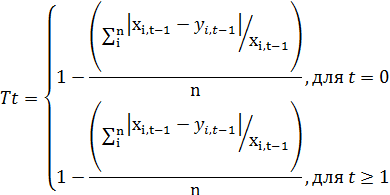 Tt = { 1 − (∑ᵢⁿ |xᵢ,ₜ₋₁ − yᵢ,ₜ₋₁| / xᵢ,ₜ₋₁) / n , для t = 0
1 − (∑ᵢⁿ |xᵢ,ₜ₋₁ − yᵢ,ₜ₋₁| / xᵢ,ₜ₋₁) / n , для t ≥ 1